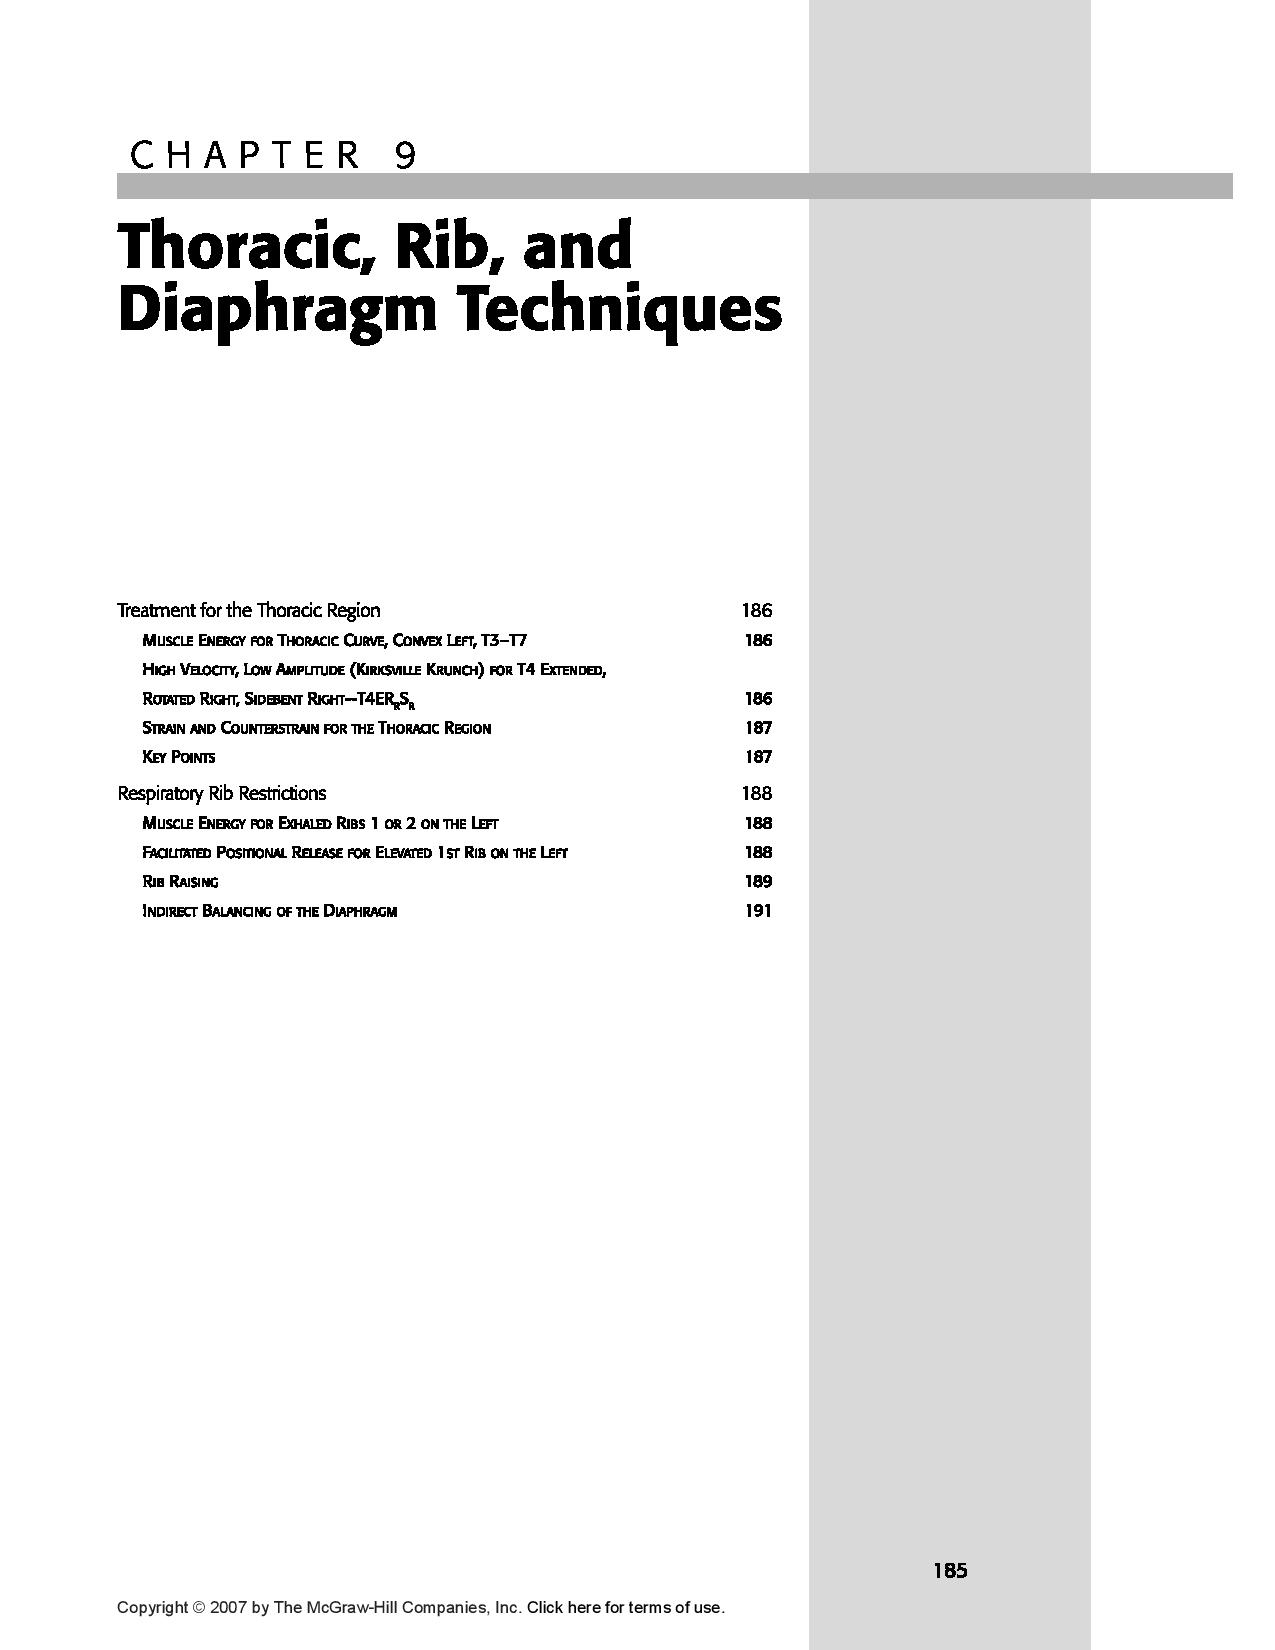 CHAPTER 9
Thoracic, Rib, and
Diaphragm Techniques
Treatment for the Thoracic Region 186
MUSCLE ENERGY FOR THORACIC CURVE, CONVEX LEFT, T3–T7 186
HIGH VELOCITY, LOW AMPLITUDE (KIRKSVILLE KRUNCH) FOR T4 EXTENDED,
ROTATED RIGHT, SIDEBENT RIGHT—T4ERRSR 186
STRAIN AND COUNTERSTRAIN FOR THE THORACIC REGION 187
KEY POINTS 187
Respiratory Rib Restrictions 188
MUSCLE ENERGY FOR EXHALED RIBS 1 OR 2 ON THE LEFT 188
FACILITATED POSITIONAL RELEASE FOR ELEVATED 1ST RIB ON THE LEFT 188
RIB RAISING 189
INDIRECT BALANCING OF THE DIAPHRAGM 191
185
Copyright © 2007 by The McGraw-Hill Companies, Inc. Click here for terms of use.